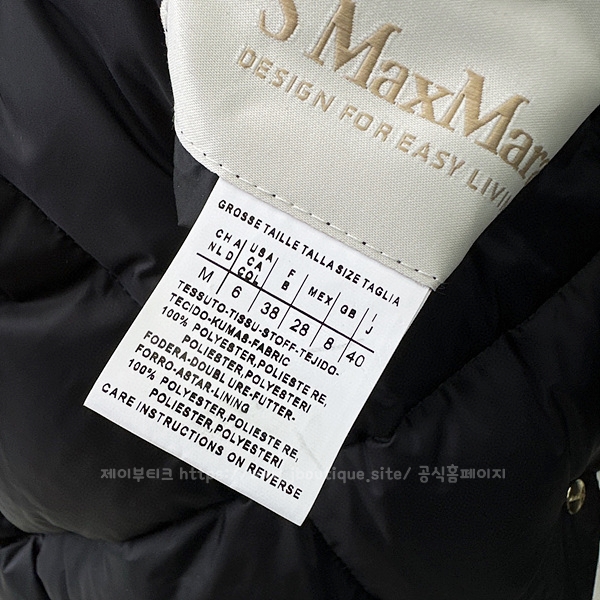 S MaxMar
DESIGN FOR EASY LIVI
GROSSE TAILLE TALLA SIZE TAGLIA
CH A USA F MEX GB I
NL D CA B J
COL
M 6 38 28 8 40
TESSUTO-TISSU-STOFF-TEJIDO-
TECIDO-KUMAS-FABRIC
100% POLYESTER,POLIESTE RE,
POLIESTER,POLYESTERI
FODERA-DOUBLURE-FUTTER-
FORRO-ASTAR-LINING
100% POLYESTER,POLIESTE RE,
POLIESTER,POLYESTERI
CARE INSTRUCTIONS ON REVERSE
제이부티크 https:// boutique.site/ 공식홈페이지